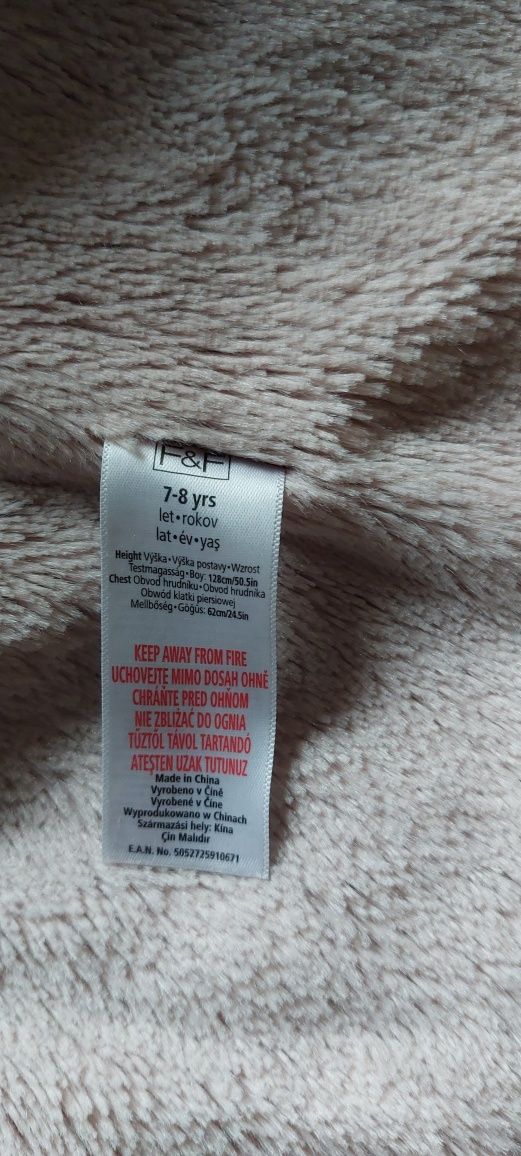 F&F
7-8 yrs
let•rokov
lat•év•yaş
Height Výška•Výška postavy•Wzrost
Testmagasság•Boy: 128cm/50.5in
Chest Obvod hrudníku•Obvod hrudníka
Obwód klatki piersiowej
Mellbőség•Göğüs: 62cm/24.5in
KEEP AWAY FROM FIRE
UCHOVEJTE MIMO DOSAH OHNĚ
CHRÁŇTE PRED OHŇOM
NIE ZBLIŻAĆ DO OGNIA
TŰZTŐL TÁVOL TARTANDÓ
ATEŞTEN UZAK TUTUNUZ
Made in China
Vyrobeno v Číně
Vyrobené v Číne
Wyprodukowano w Chinach
Származási hely: Kína
Çin Malıdır
E.A.N. No. 5052725910671